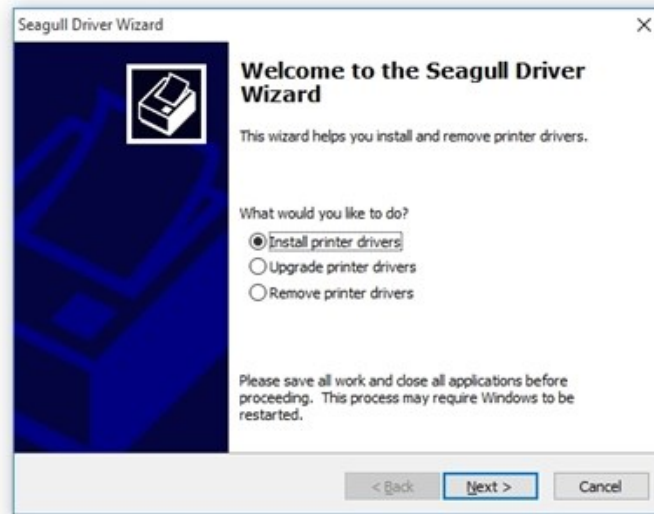 Seagull Driver Wizard
Welcome to the Seagull Driver
Wizard
This wizard helps you install and remove printer drivers.
What would you like to do?
Install printer drivers
Upgrade printer drivers
Remove printer drivers
Please save all work and close all applications before
proceeding.  This process may require Windows to be
restarted.
< Back
Next >
Cancel